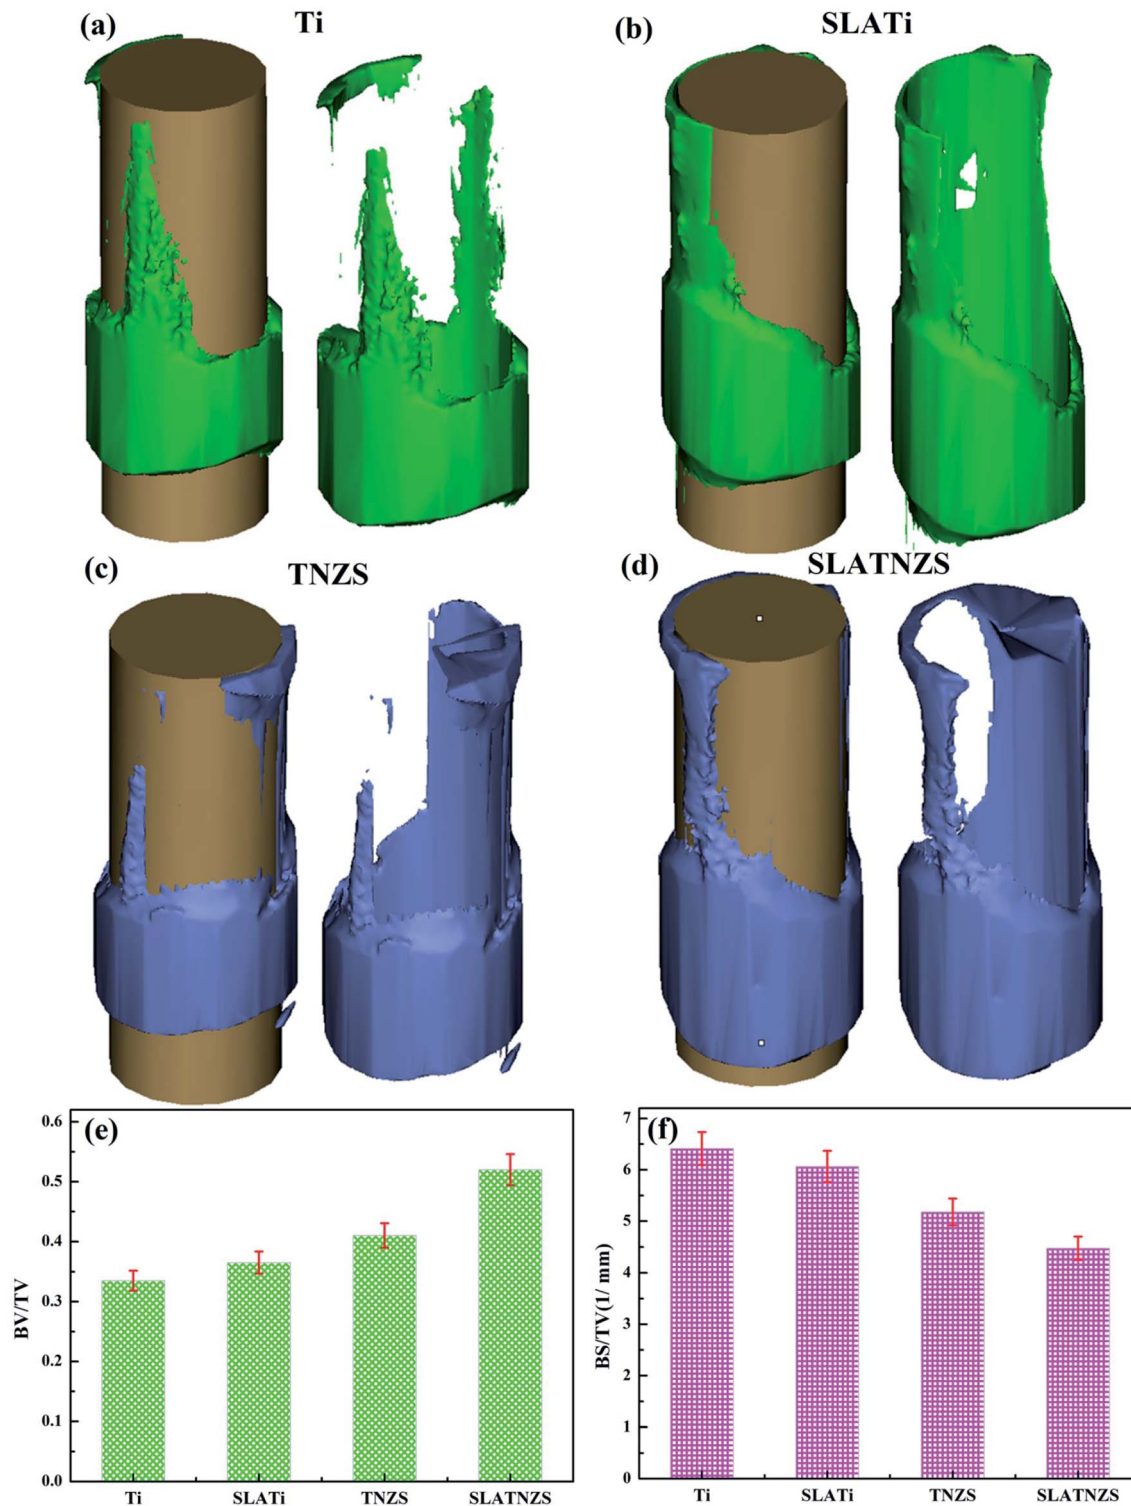 (a) Ti
(b) SLATi
(c) TNZS
(d) SLATNZS
(e)
BV/TV
0.6
0.5
0.4
0.3
0.2
0.1
0.0
Ti SLATi TNZS SLATNZS
(f)
BS/TV(1/ mm)
7
6
5
4
3
2
1
0
Ti SLATi TNZS SLATNZS